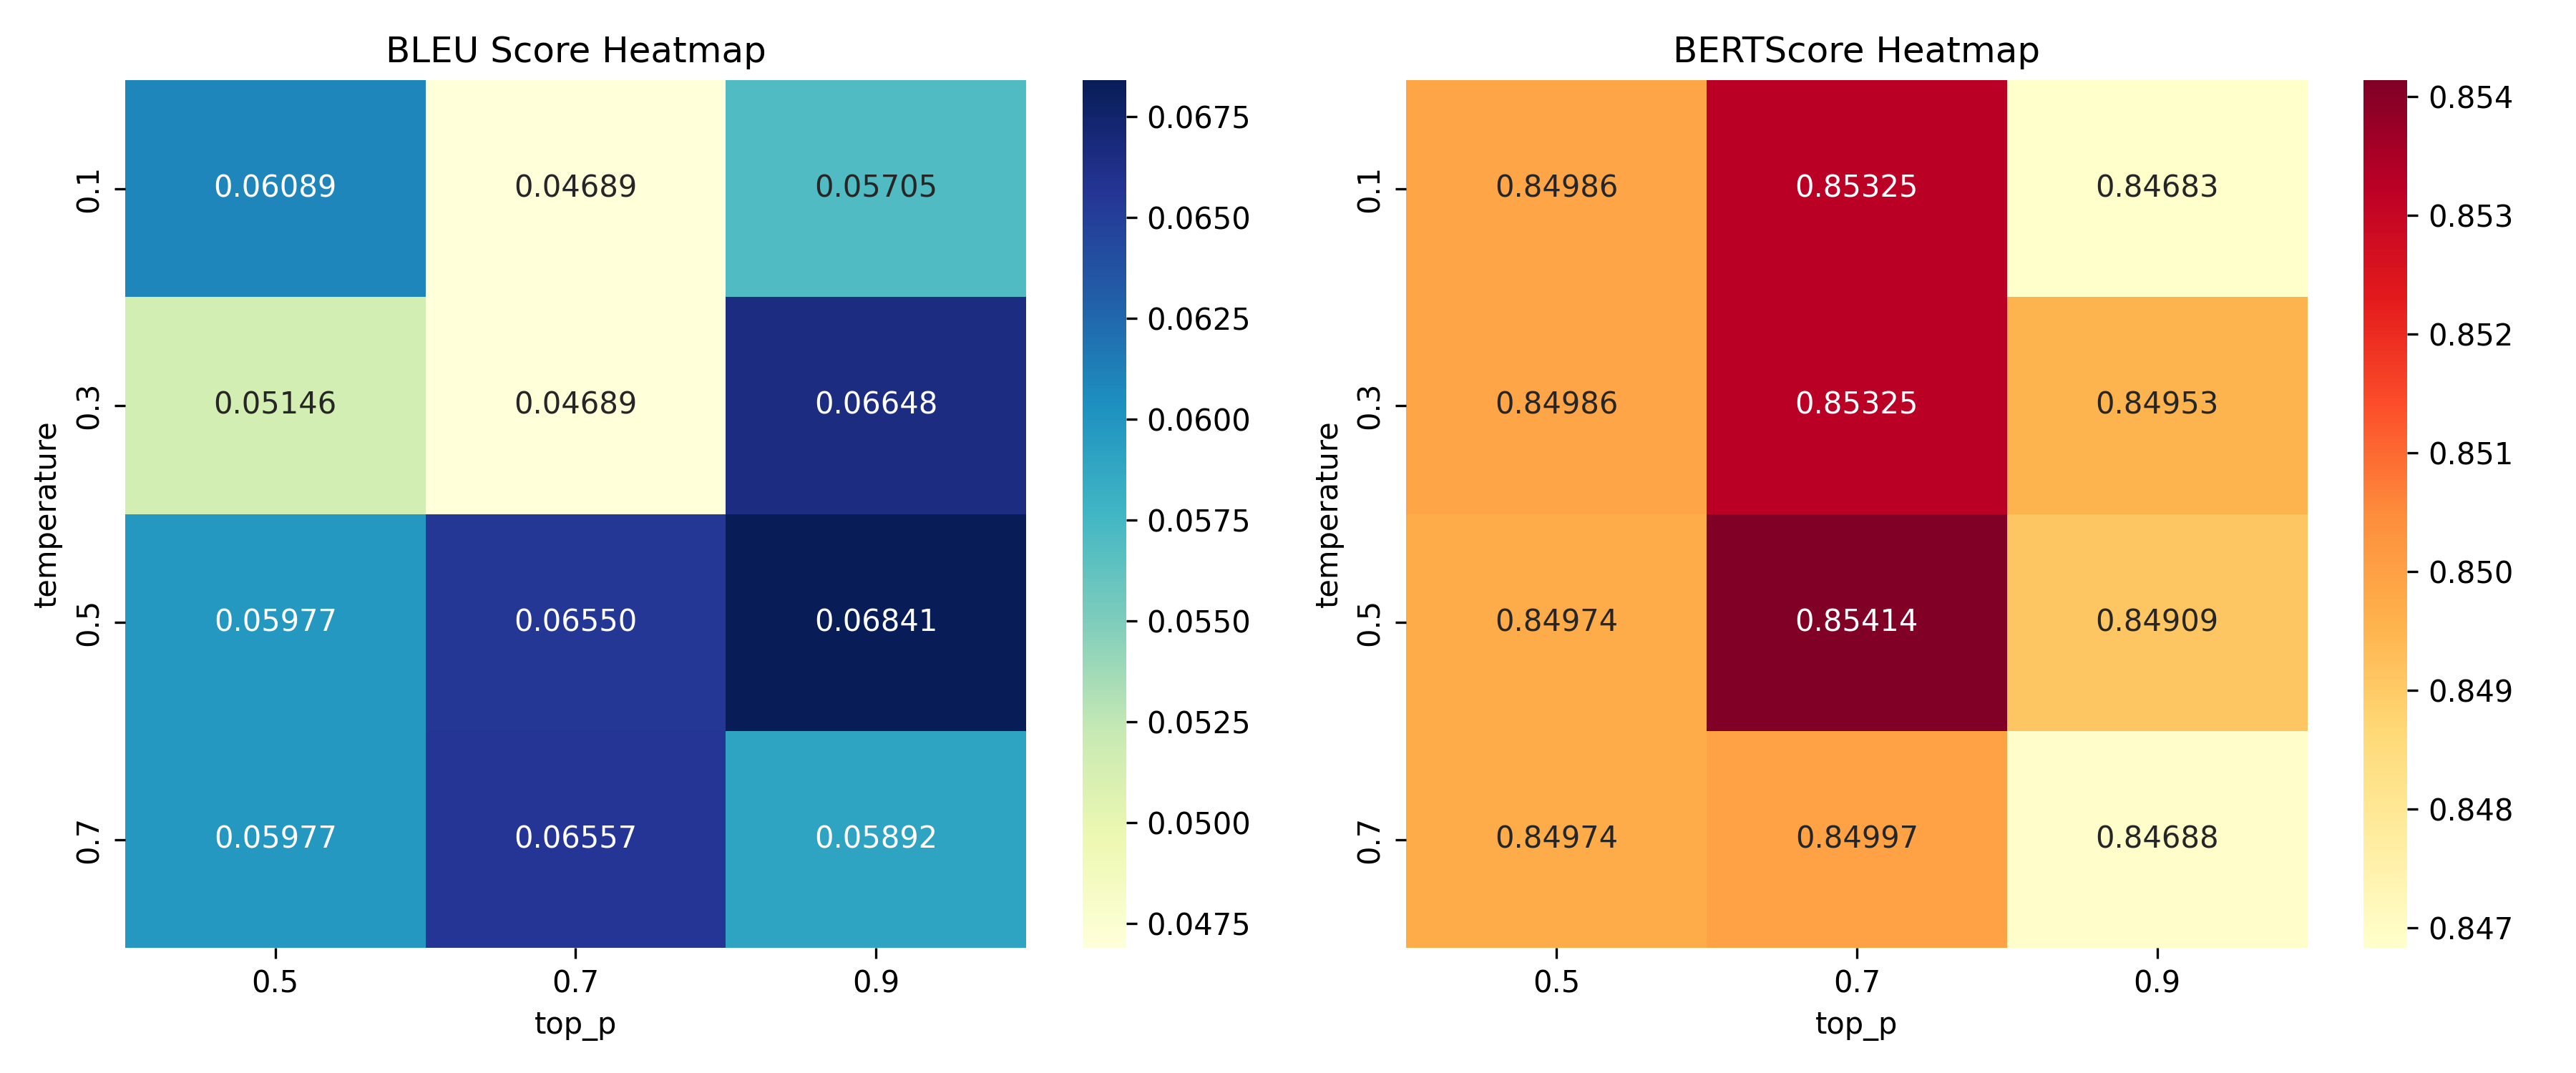 BLEU Score Heatmap
0.1 0.06089 0.04689 0.05705
0.3 0.05146 0.04689 0.06648
0.5 0.05977 0.06550 0.06841
0.7 0.05977 0.06557 0.05892
temperature
0.5 0.7 0.9
top_p
0.0675
0.0650
0.0625
0.0600
0.0575
0.0550
0.0525
0.0500
0.0475
BERTScore Heatmap
0.1 0.84986 0.85325 0.84683
0.3 0.84986 0.85325 0.84953
0.5 0.84974 0.85414 0.84909
0.7 0.84974 0.84997 0.84688
temperature
0.5 0.7 0.9
top_p
0.854
0.853
0.852
0.851
0.850
0.849
0.848
0.847